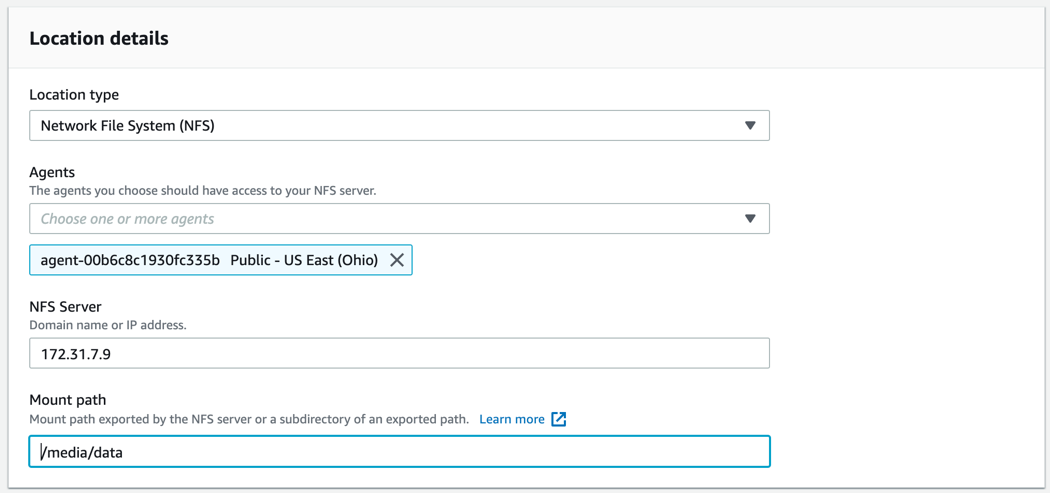 Location details
Location type
Network File System (NFS)
Agents
The agents you choose should have access to your NFS server.
Choose one or more agents
agent-00b6c8c1930fc335b Public - US East (Ohio)
NFS Server
Domain name or IP address.
172.31.7.9
Mount path
Mount path exported by the NFS server or a subdirectory of an exported path. Learn more
/media/data